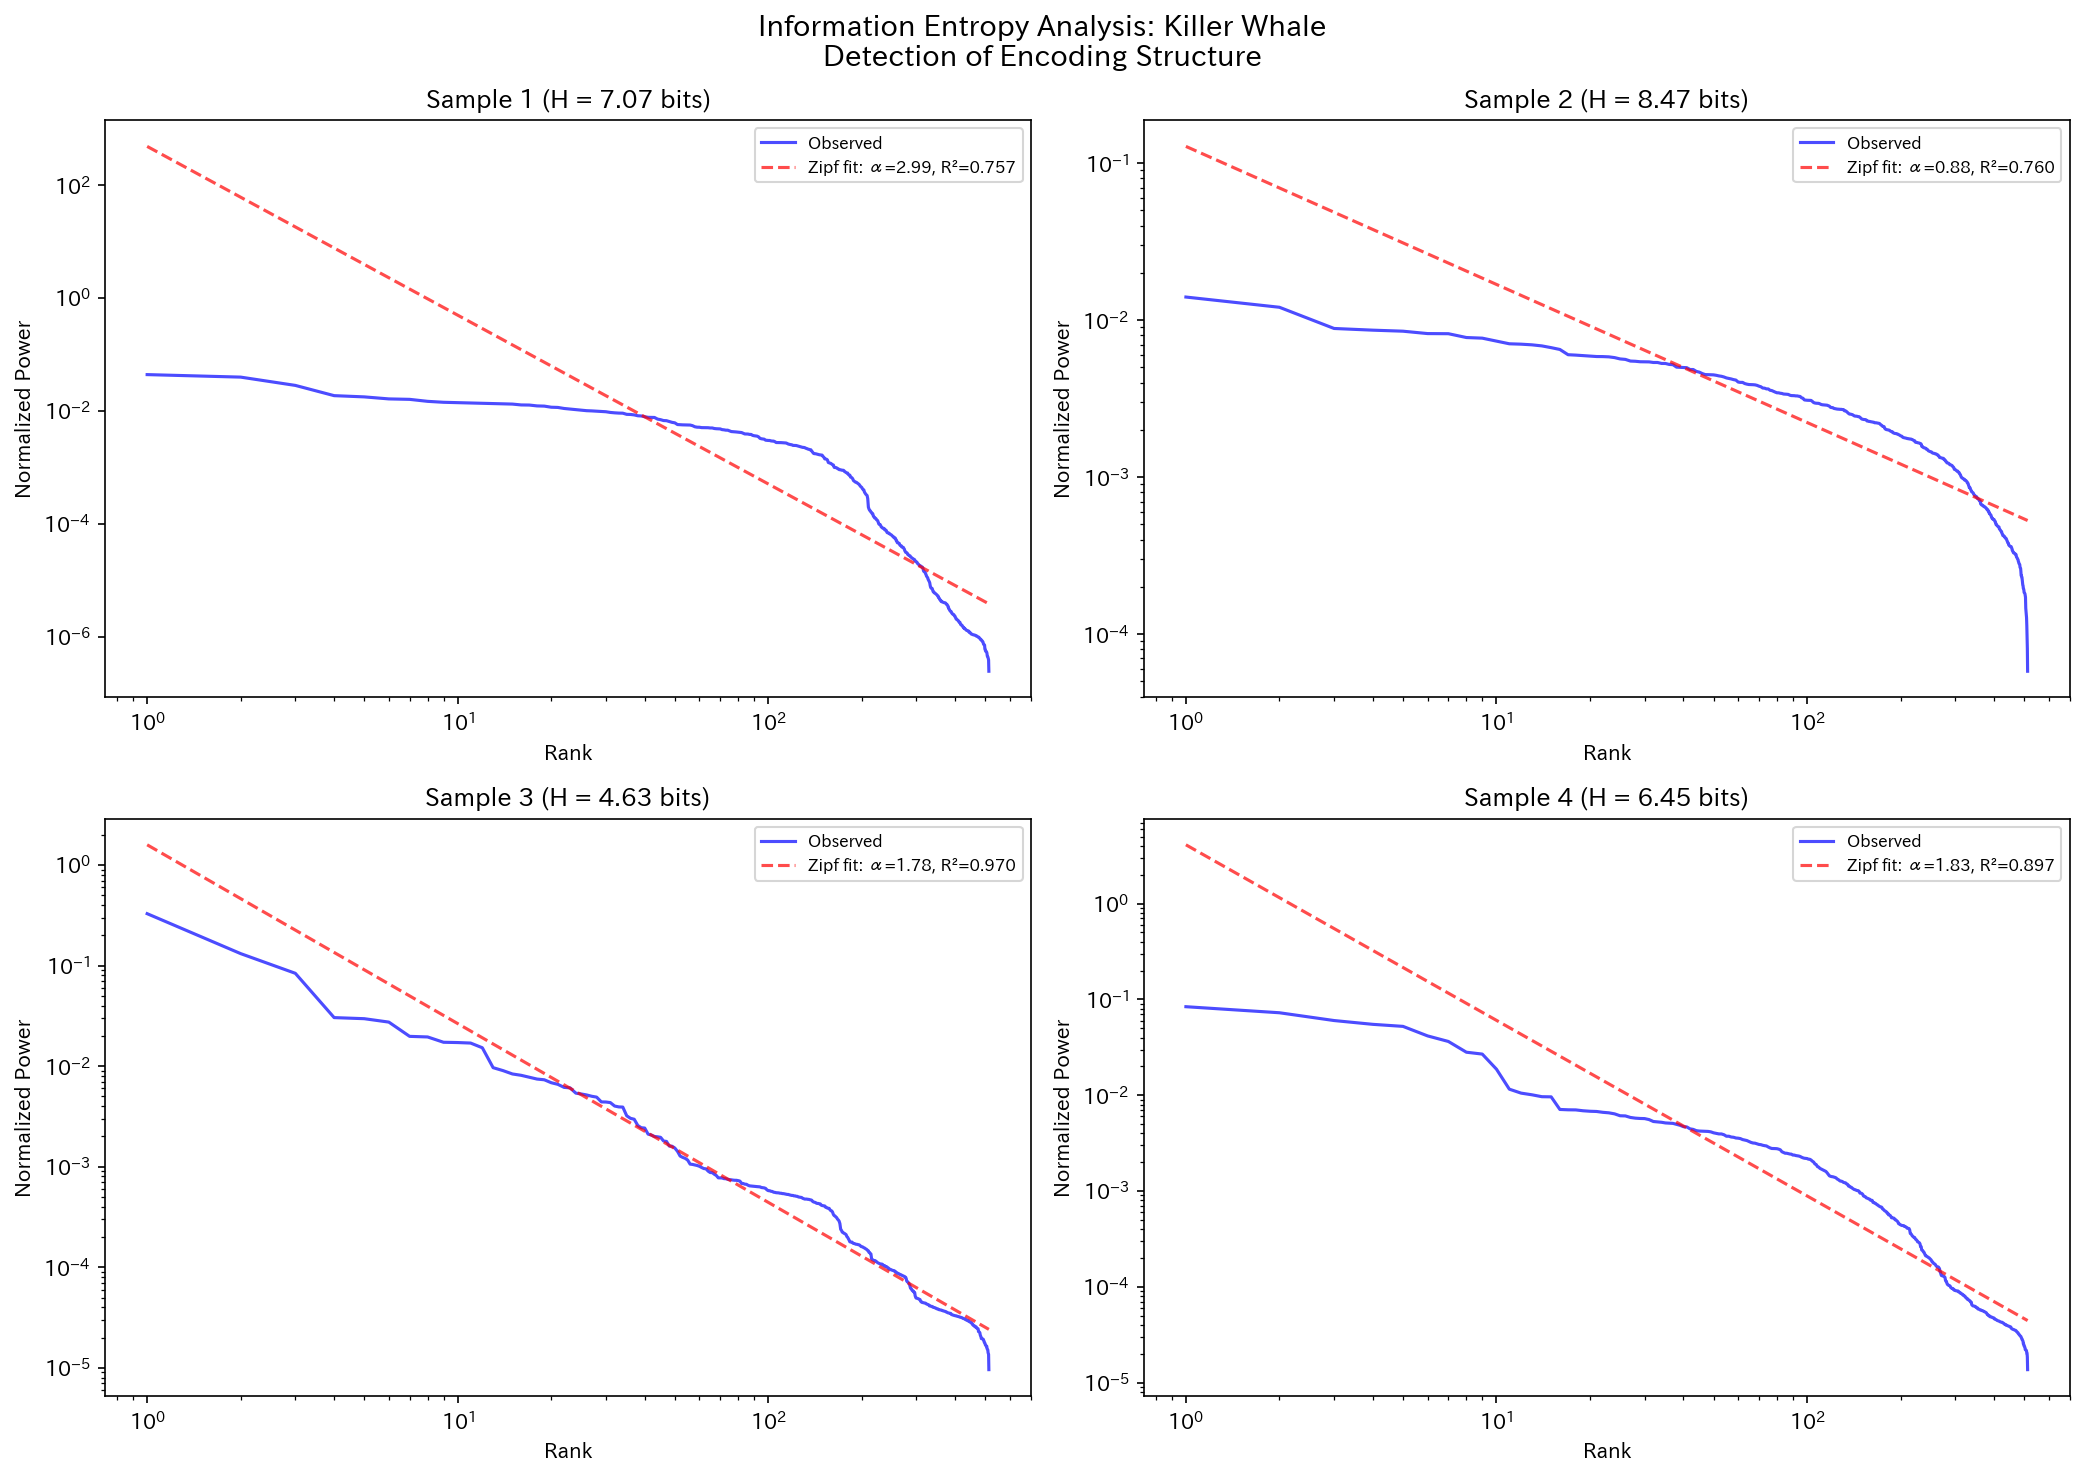 Information Entropy Analysis: Killer Whale
Detection of Encoding Structure
Sample 1 (H = 7.07 bits)
Observed
Zipf fit: α=2.99, R²=0.757
Normalized Power
10²
10⁰
10⁻²
10⁻⁴
10⁻⁶
10⁰ 10¹ 10²
Rank
Sample 2 (H = 8.47 bits)
Observed
Zipf fit: α=0.88, R²=0.760
Normalized Power
10⁻¹
10⁻²
10⁻³
10⁻⁴
10⁰ 10¹ 10²
Rank
Sample 3 (H = 4.63 bits)
Observed
Zipf fit: α=1.78, R²=0.970
Normalized Power
10⁰
10⁻¹
10⁻²
10⁻³
10⁻⁴
10⁻⁵
10⁰ 10¹ 10²
Rank
Sample 4 (H = 6.45 bits)
Observed
Zipf fit: α=1.83, R²=0.897
Normalized Power
10⁰
10⁻¹
10⁻²
10⁻³
10⁻⁴
10⁻⁵
10⁰ 10¹ 10²
Rank